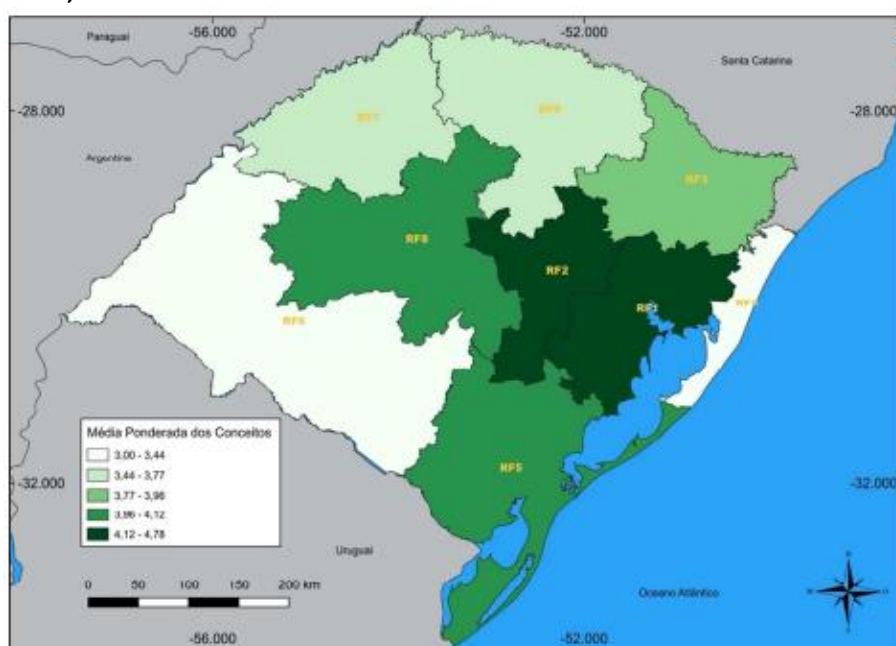 -56.000
-52.000
Paraguai
Santa Catarina
-28.000
-28.000
RF7
RF3
Argentina
RF8
RF2
RF1
RF6
Média Ponderada dos Conceitos
3,00 - 3,44
3,44 - 3,77
3,77 - 3,96
3,96 - 4,12
4,12 - 4,78
RF5
-32.000
-32.000
Uruguai
0 50 100 150 200 km
Oceano Atlântico
-56.000
-52.000